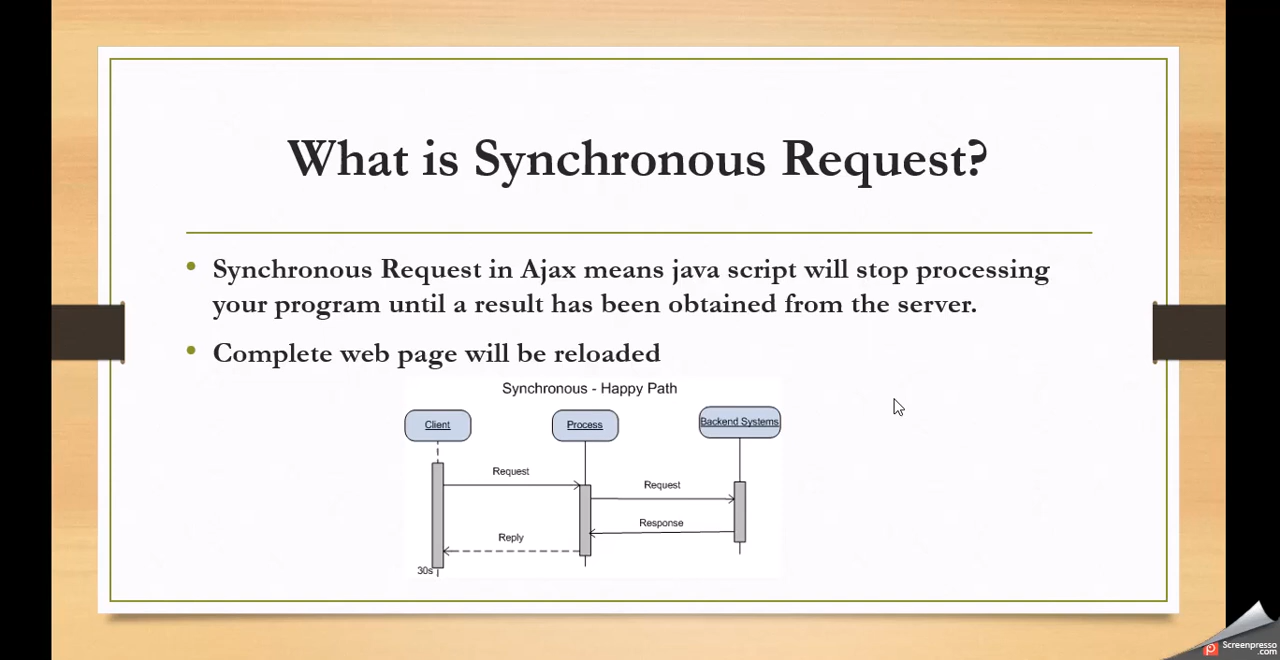 What is Synchronous Request?
Synchronous Request in Ajax means java script will stop processing
your program until a result has been obtained from the server.
Complete web page will be reloaded
Synchronous - Happy Path
Client
Process
Backend Systems
Request
Request
Response
Reply
30s
Screenpresso
.com